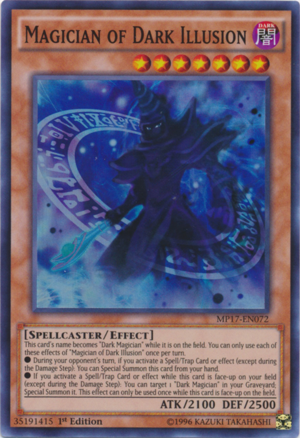 MAGICIAN OF DARK ILLUSION
DARK
闇
MP17-EN072
[SPELLCASTER/EFFECT]
This card's name becomes "Dark Magician" while it is on the field. You can only use each of
these effects of "Magician of Dark Illusion" once per turn.
● During your opponent's turn, if you activate a Spell/Trap Card or effect (except during
the Damage Step): You can Special Summon this card from your hand.
● If you activate a Spell/Trap Card or effect while this card is face-up on your field
(except during the Damage Step): You can target 1 "Dark Magician" in your Graveyard;
Special Summon it. This effect can only be used once while this card is face-up on the field.
ATK/2100 DEF/2500
35191415 1st Edition ©1996 KAZUKI TAKAHASHI